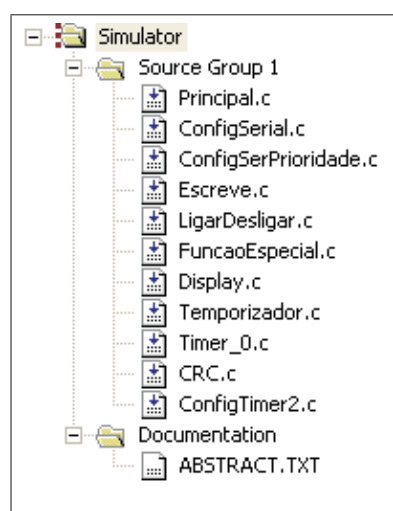 Simulator
Source Group 1
Principal.c
ConfigSerial.c
ConfigSerPrioridade.c
Escreve.c
LigarDesligar.c
FuncaoEspecial.c
Display.c
Temporizador.c
Timer_0.c
CRC.c
ConfigTimer2.c
Documentation
ABSTRACT.TXT